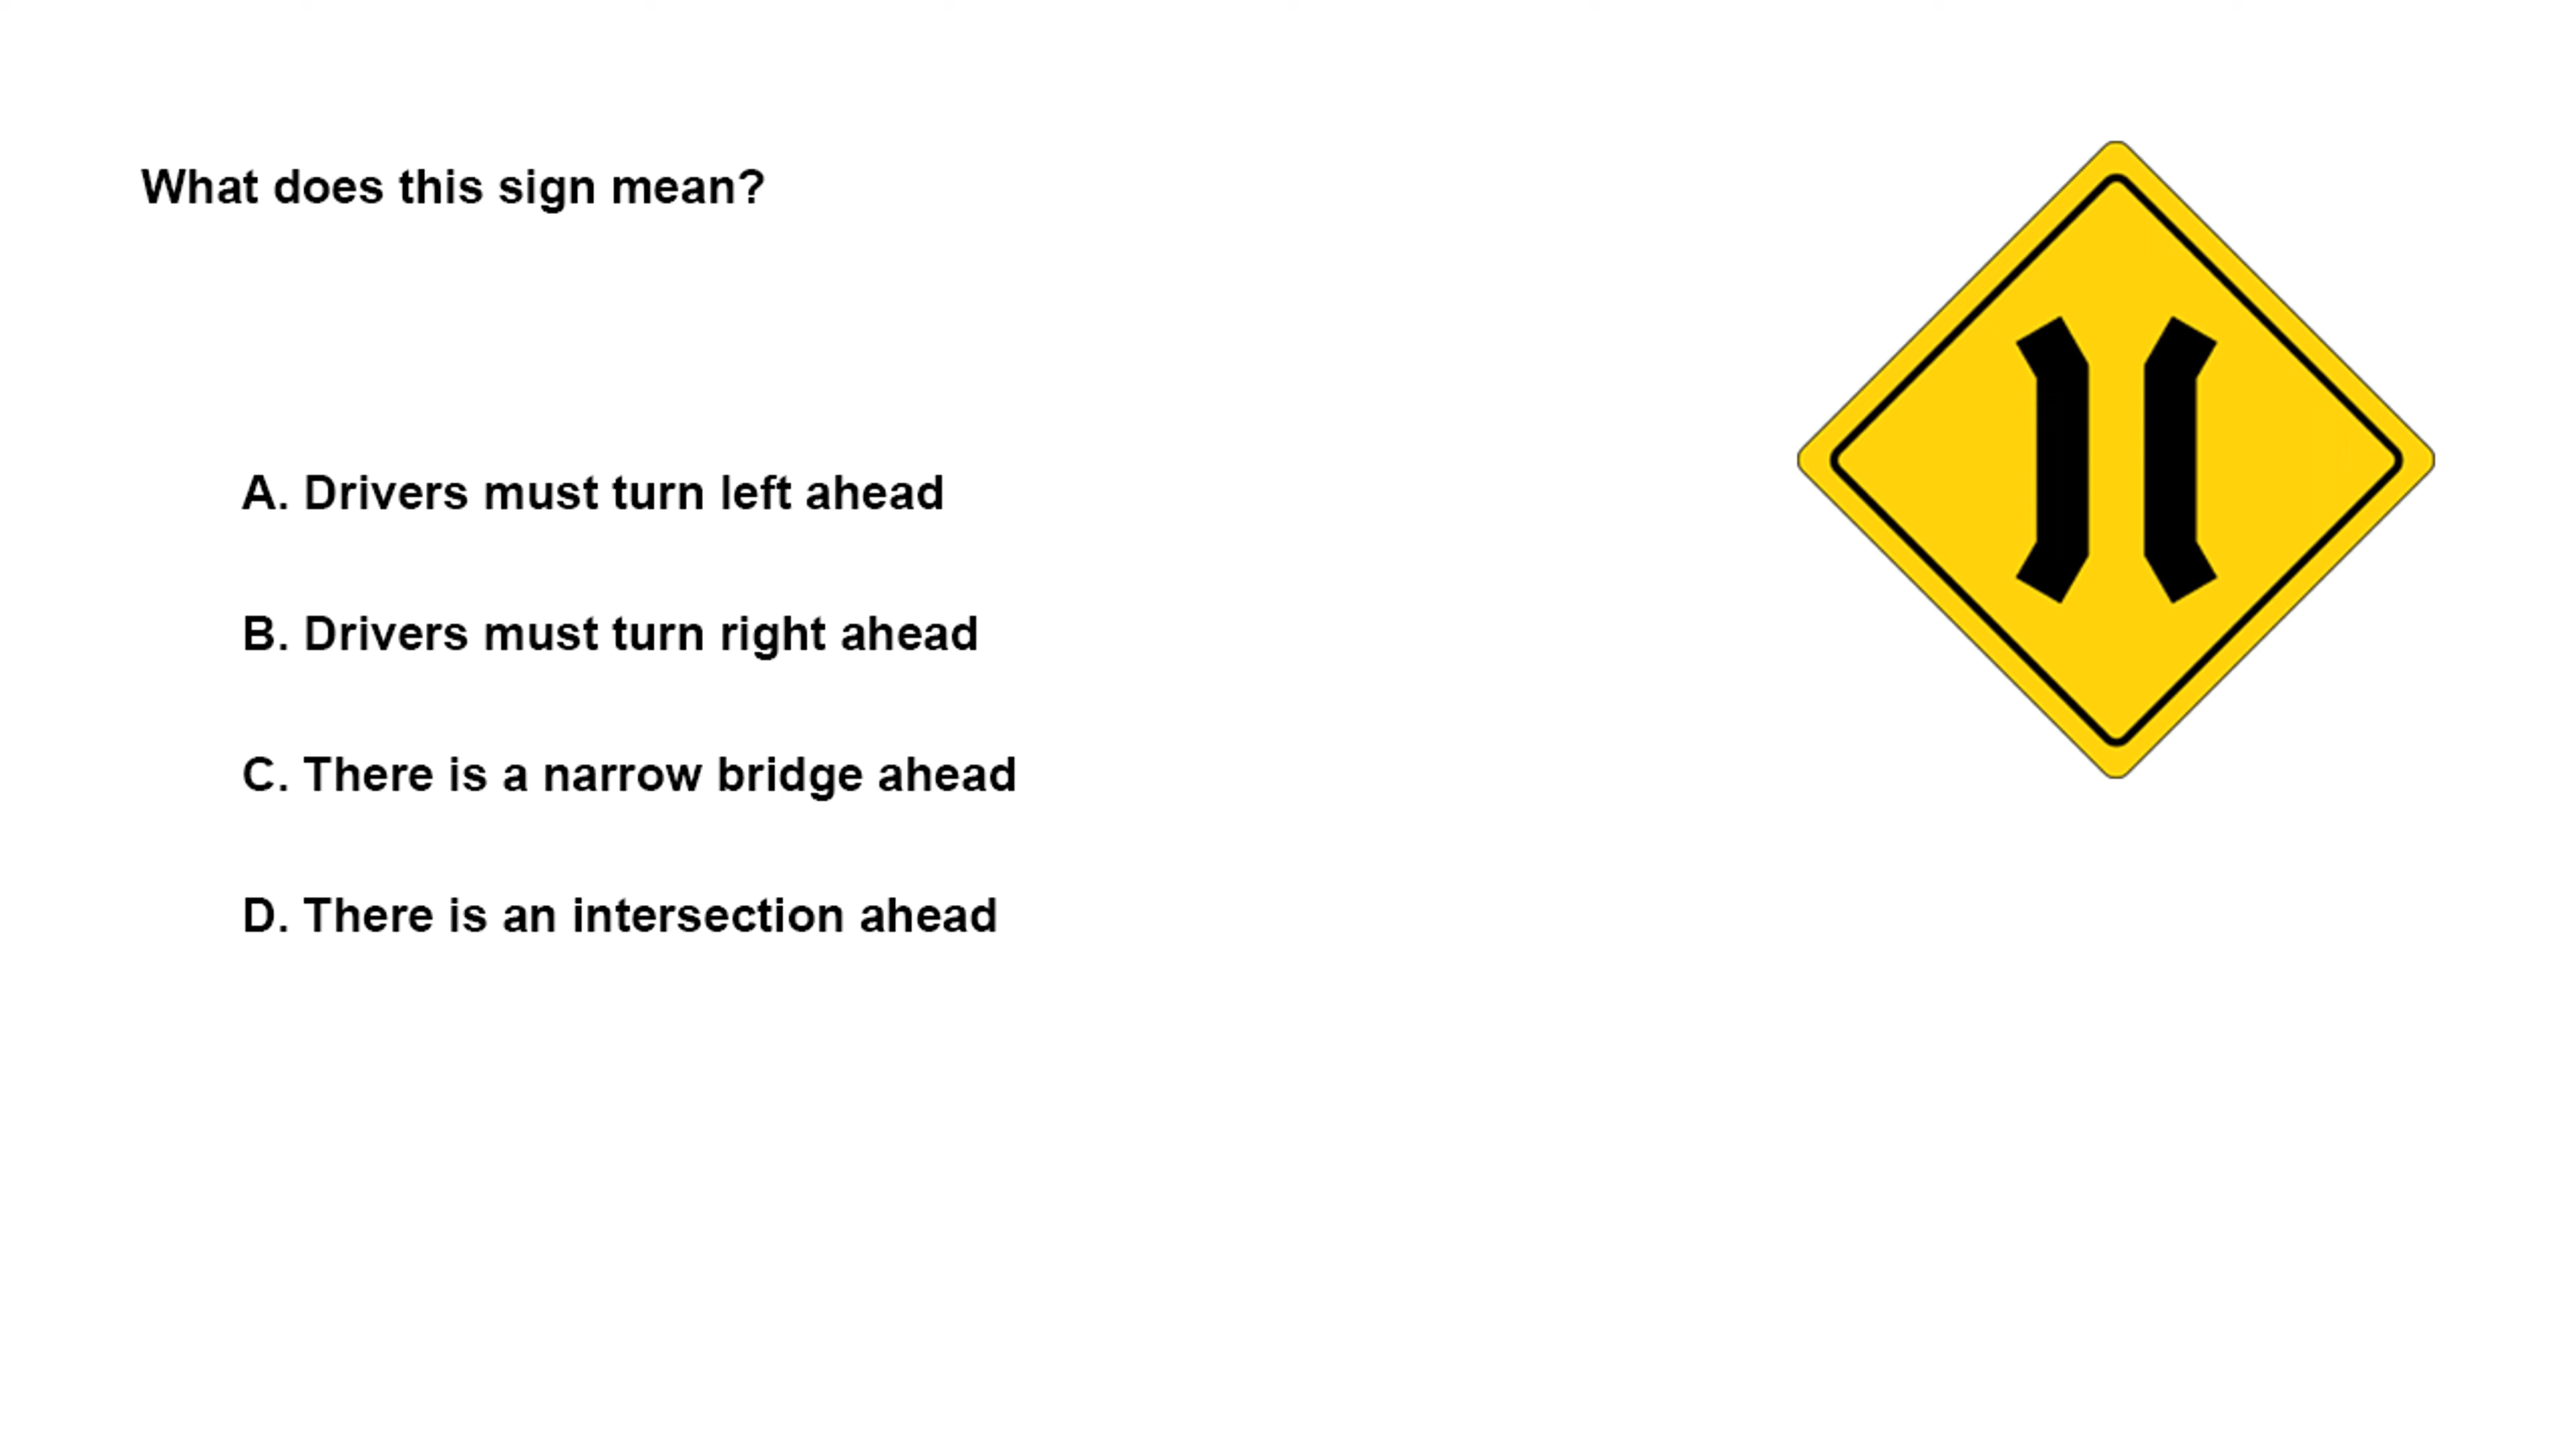 What does this sign mean?
A. Drivers must turn left ahead
B. Drivers must turn right ahead
C. There is a narrow bridge ahead
D. There is an intersection ahead